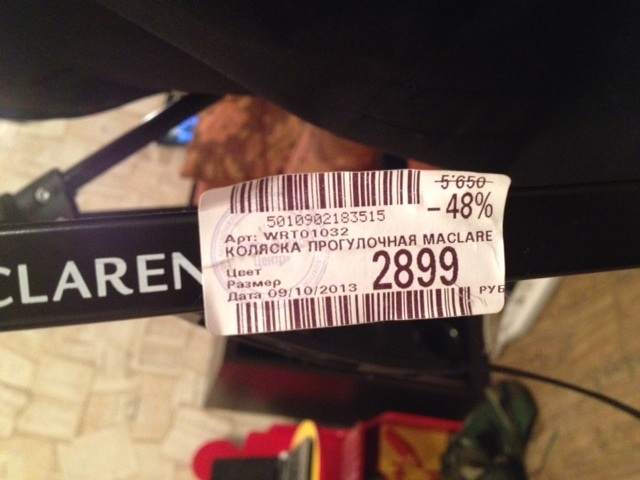 5'650
-48%
5010902183515
Арт: WRT01032
КОЛЯСКА ПРОГУЛОЧНАЯ MACLARE
Цвет
Размер
2899
Дата 09/10/2013
РУБ
CLAREN